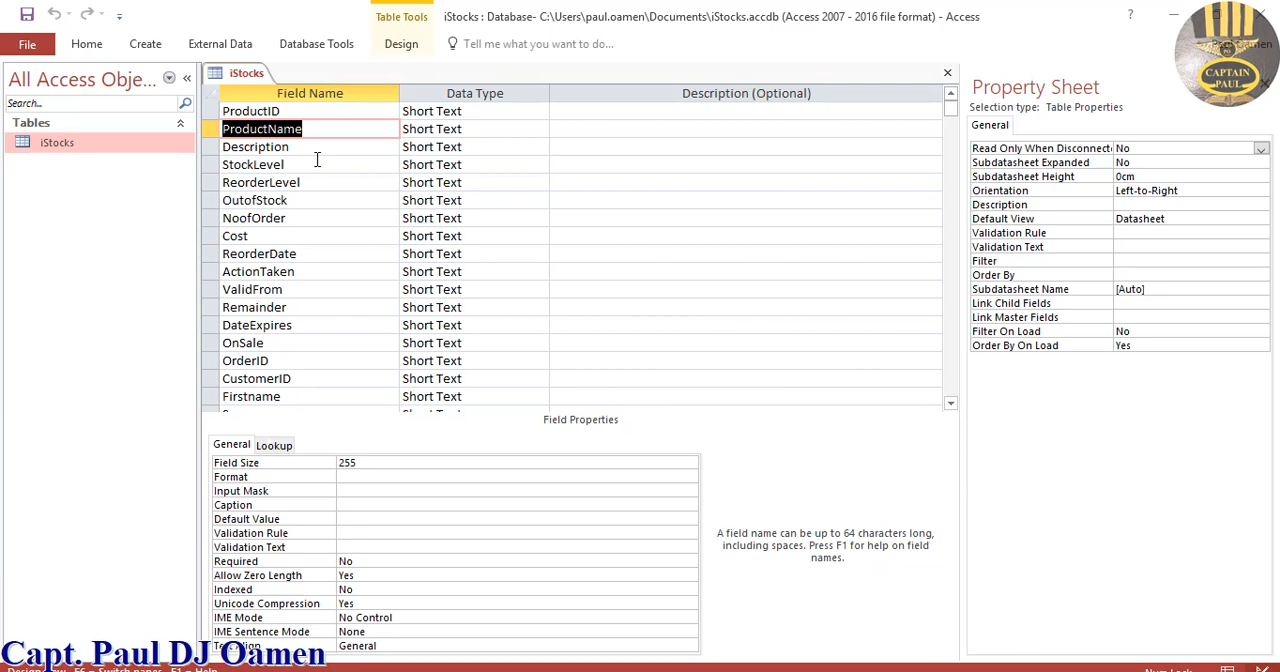 iStocks : Database- C:\Users\paul.oamen\Documents\iStocks.accdb (Access 2007 - 2016 file format) - Access
Table Tools
File Home Create External Data Database Tools Design Tell me what you want to do...
All Access Obje...
Search...
Tables
iStocks
iStocks
Field Name Data Type Description (Optional)
ProductID Short Text
ProductName Short Text
Description Short Text
StockLevel Short Text
ReorderLevel Short Text
OutofStock Short Text
NoofOrder Short Text
Cost Short Text
ReorderDate Short Text
ActionTaken Short Text
ValidFrom Short Text
Remainder Short Text
DateExpires Short Text
OnSale Short Text
OrderID Short Text
CustomerID Short Text
Firstname Short Text
Field Properties
General Lookup
Field Size 255
Format
Input Mask
Caption
Default Value
Validation Rule
Validation Text
Required No
Allow Zero Length Yes
Indexed No
Unicode Compression Yes
IME Mode No Control
IME Sentence Mode None
Text Align General
A field name can be up to 64 characters long,
including spaces. Press F1 for help on field
names.
Property Sheet
Selection type: Table Properties
General
Read Only When Disconnecte No
Subdatasheet Expanded No
Subdatasheet Height 0cm
Orientation Left-to-Right
Description
Default View Datasheet
Validation Rule
Validation Text
Filter
Order By
Subdatasheet Name [Auto]
Link Child Fields
Link Master Fields
Filter On Load No
Order By On Load Yes
CAPTAIN
PAUL
Capt. Paul DJ Oamen